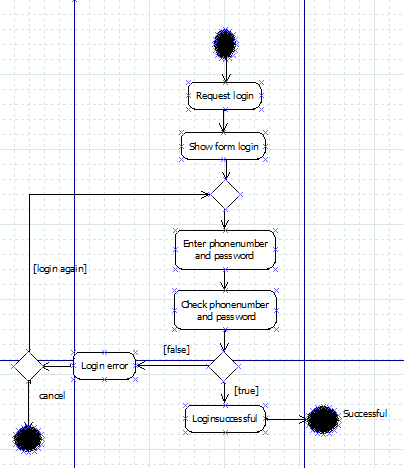 Request login
Show form login
Enter phonenumber
and password
[login again]
Check phonenumber
and password
[false]
Login error
[true]
cancel
Loginsuccessful
Successful